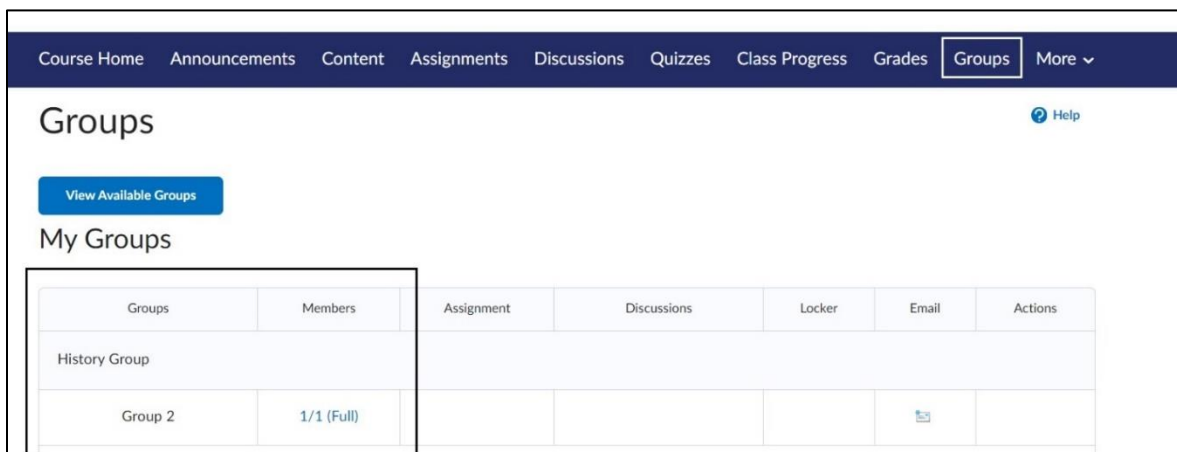 Course Home Announcements Content Assignments Discussions Quizzes Class Progress Grades Groups More
Groups
Help
View Available Groups
My Groups
Groups Members Assignment Discussions Locker Email Actions
History Group
Group 2 1/1 (Full)